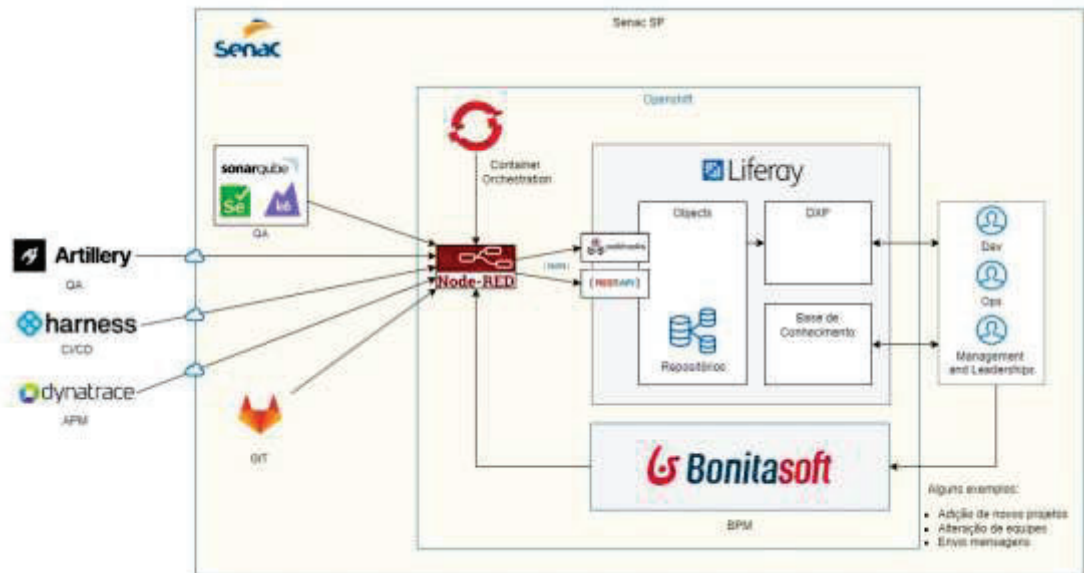 Senac SP
Senac
Openshift
Container
Orchestration
Liferay
sonarqube
Se
k6
QA
Objects
DXP
webhooks
{ REST API }
Node-RED
Repositórios
Base de
Conhecimento
Dev
Ops
Management
and Leaderships
Artillery
QA
harness
CI/CD
dynatrace
APM
GIT
Bonitasoft
BPM
Alguns exemplos:
Adição de novos projetos
Alteração de equipes
Envio mensagens